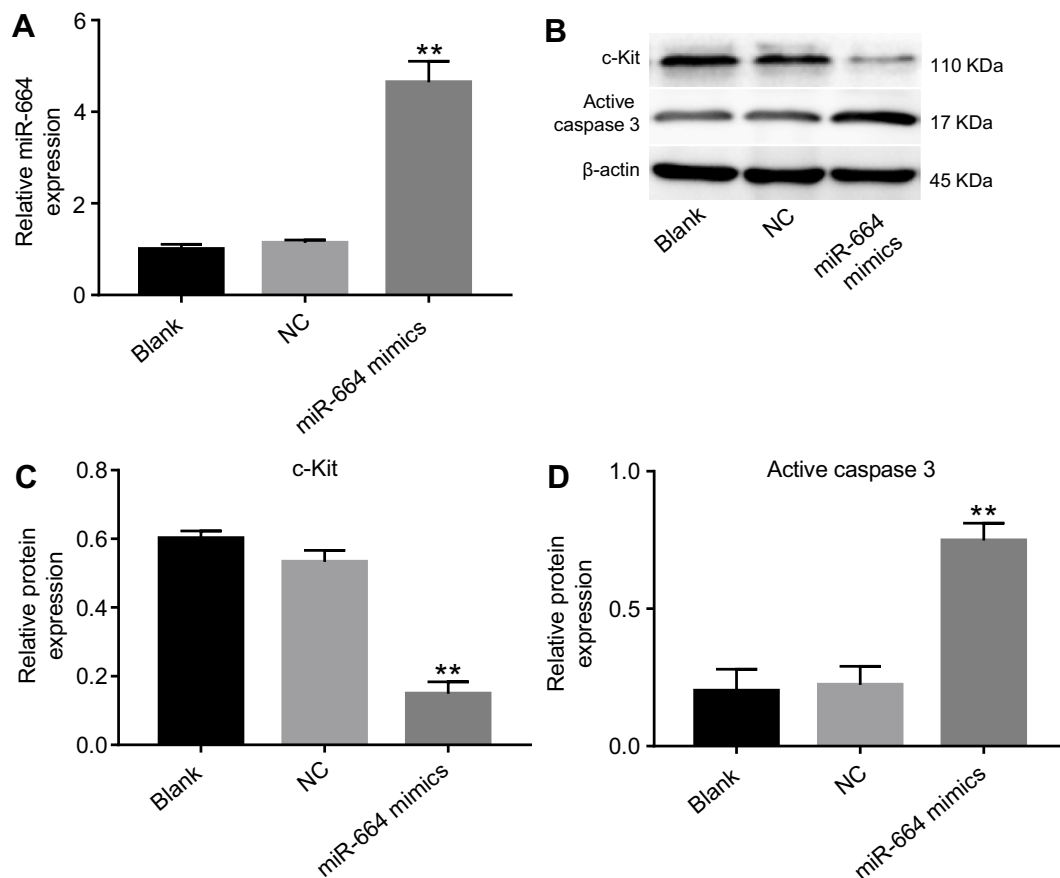 A
Relative miR-664
expression
6
4
2
0
**
Blank
NC
miR-664 mimics
B
c-Kit
110 KDa
Active
caspase 3
17 KDa
β-actin
45 KDa
Blank
NC
miR-664
mimics
C
c-Kit
Relative protein
expression
0.8
0.6
0.4
0.2
0.0
**
Blank
NC
miR-664 mimics
D
Active caspase 3
Relative protein
expression
1.0
0.5
0.0
**
Blank
NC
miR-664 mimics